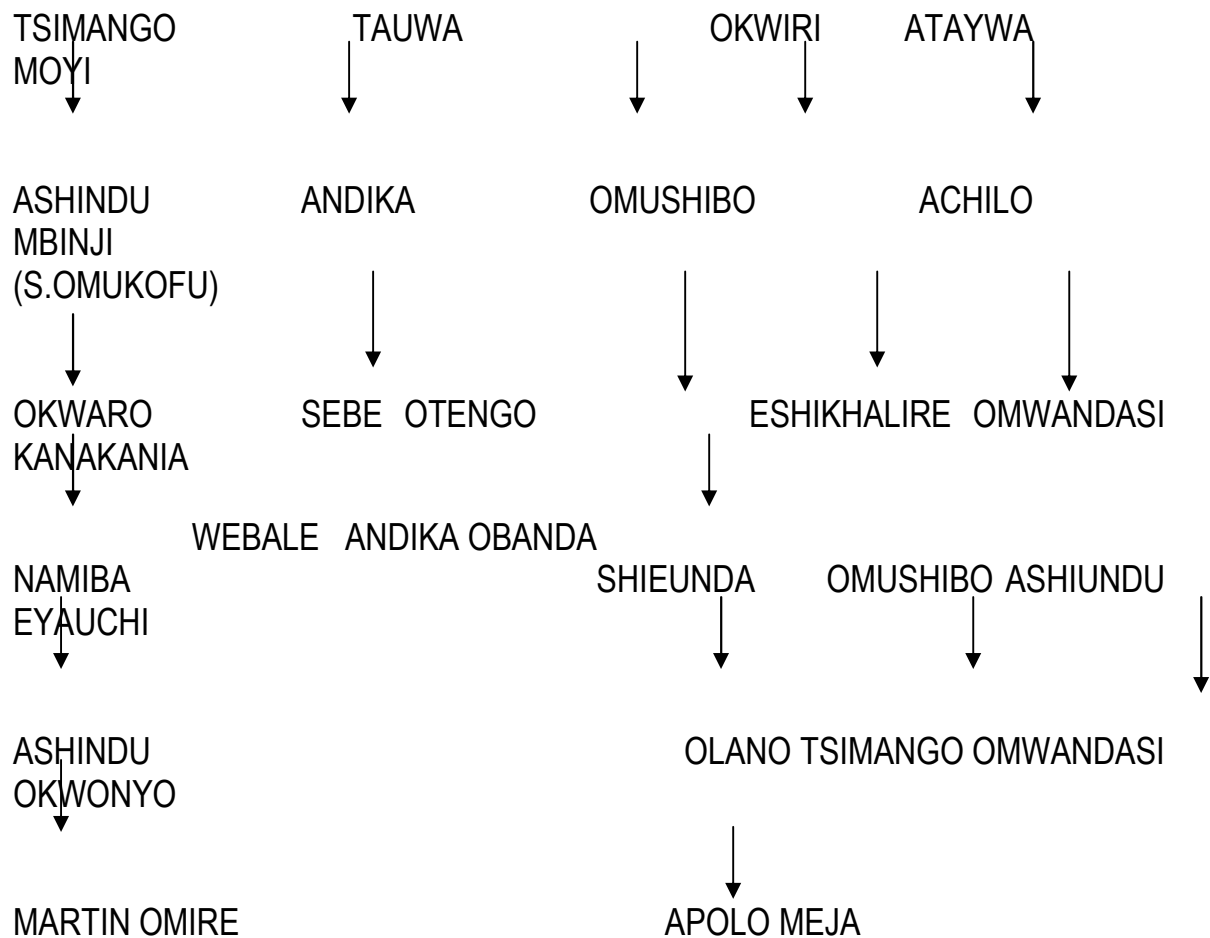 TSIMANGO TAUWA OKWIRI ATAYWA
MOYI
ASHINDU ANDIKA OMUSHIBO ACHILO
MBINJI
(S.OMUKOFU)
OKWARO SEBE OTENGO ESHIKHALIRE OMWANDASI
KANAKANIA
WEBALE ANDIKA OBANDA
NAMIBA SHIEUNDA OMUSHIBO ASHIUNDU
EYAUCHI
ASHINDU OLANO TSIMANGO OMWANDASI
OKWONYO
MARTIN OMIRE APOLO MEJA